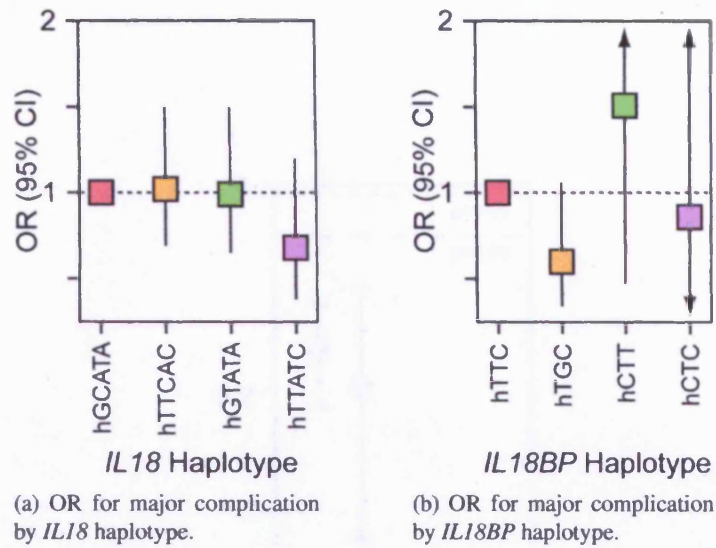 2
1
OR (95% CI)
hGCATA
hTTCAC
hGTATA
hTTATC
IL18 Haplotype
(a) OR for major complication
by IL18 haplotype.
2
1
OR (95% CI)
hTTC
hTGC
hCTT
hCTC
IL18BP Haplotype
(b) OR for major complication
by IL18BP haplotype.